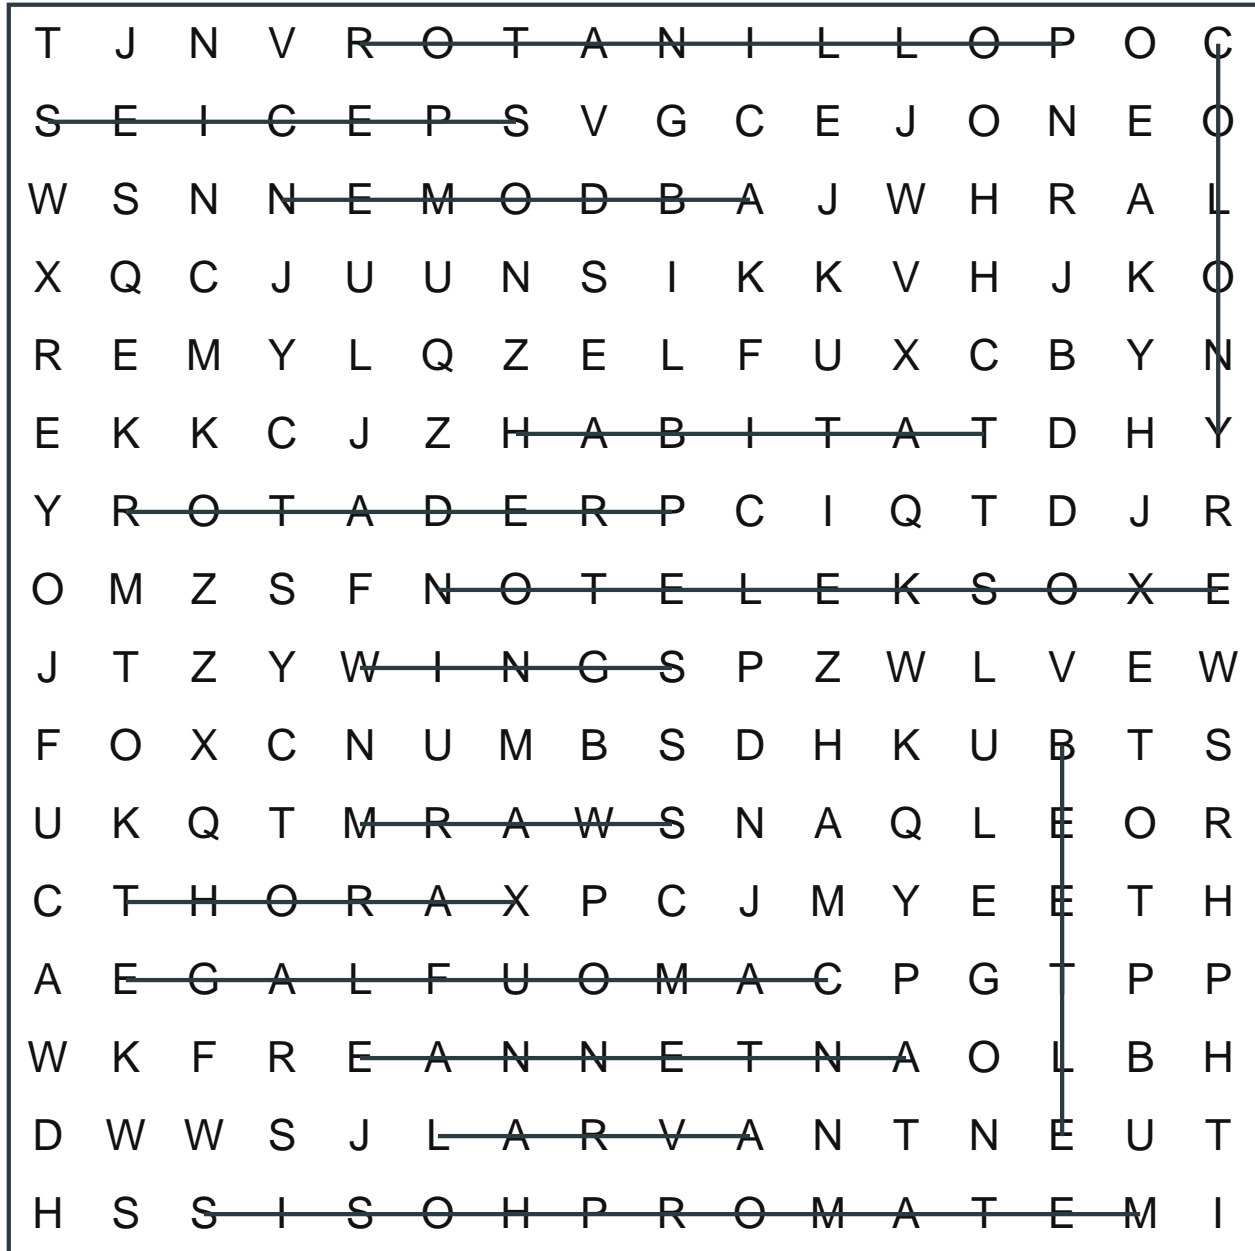 T J N V R O T A N I L L O P O C
S E I C E P S V G C E J O N E O
W S N N E M O D B A J W H R A L
X Q C J U U N S I K K V H J K O
R E M Y L Q Z E L F U X C B Y N
E K K C J Z H A B I T A T D H Y
Y R O T A D E R P C I Q T D J R
O M Z S F N O T E L E K S O X E
J T Z Y W I N G S P Z W L V E W
F O X C N U M B S D H K U B T S
U K Q T M R A W S N A Q L E O R
C T H O R A X P C J M Y E E T H
A E G A L F U O M A C P G T P P
W K F R E A N N E T N A O L B H
D W W S J L A R V A N T N E U T
H S S I S O H P R O M A T E M I